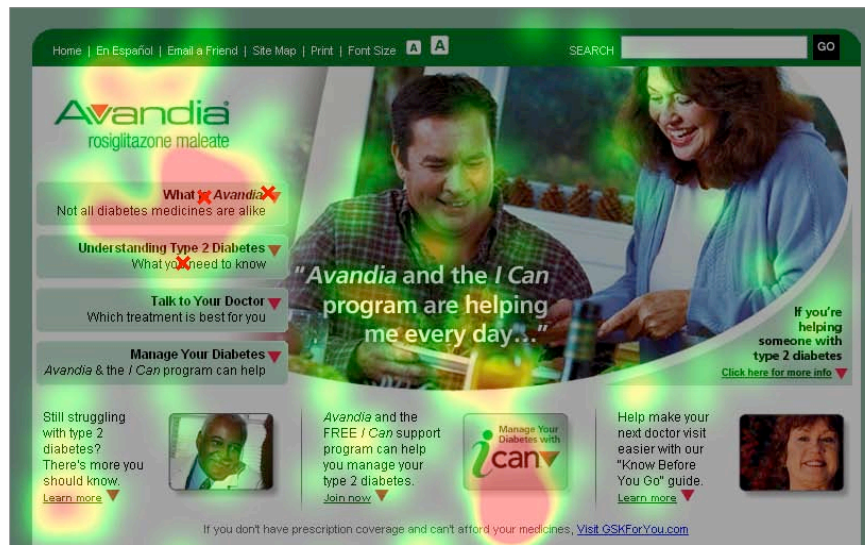 Home | En Español | Email a Friend | Site Map | Print | Font Size A A
SEARCH GO
Avandia®
rosiglitazone maleate
What is Avandia
Not all diabetes medicines are alike
Understanding Type 2 Diabetes
What you need to know
Talk to Your Doctor
Which treatment is best for you
Manage Your Diabetes
Avandia & the I Can program can help
"Avandia and the I Can
program are helping
me every day…"
If you're
helping
someone with
type 2 diabetes
Click here for more info
Still struggling
with type 2
diabetes?
There's more you
should know.
Learn more
Avandia and the
FREE I Can support
program can help
you manage your
type 2 diabetes.
Join now
Manage Your
Diabetes with
i can
Help make your
next doctor visit
easier with our
"Know Before
You Go" guide.
Learn more
If you don't have prescription coverage and can't afford your medicines, Visit GSKForYou.com